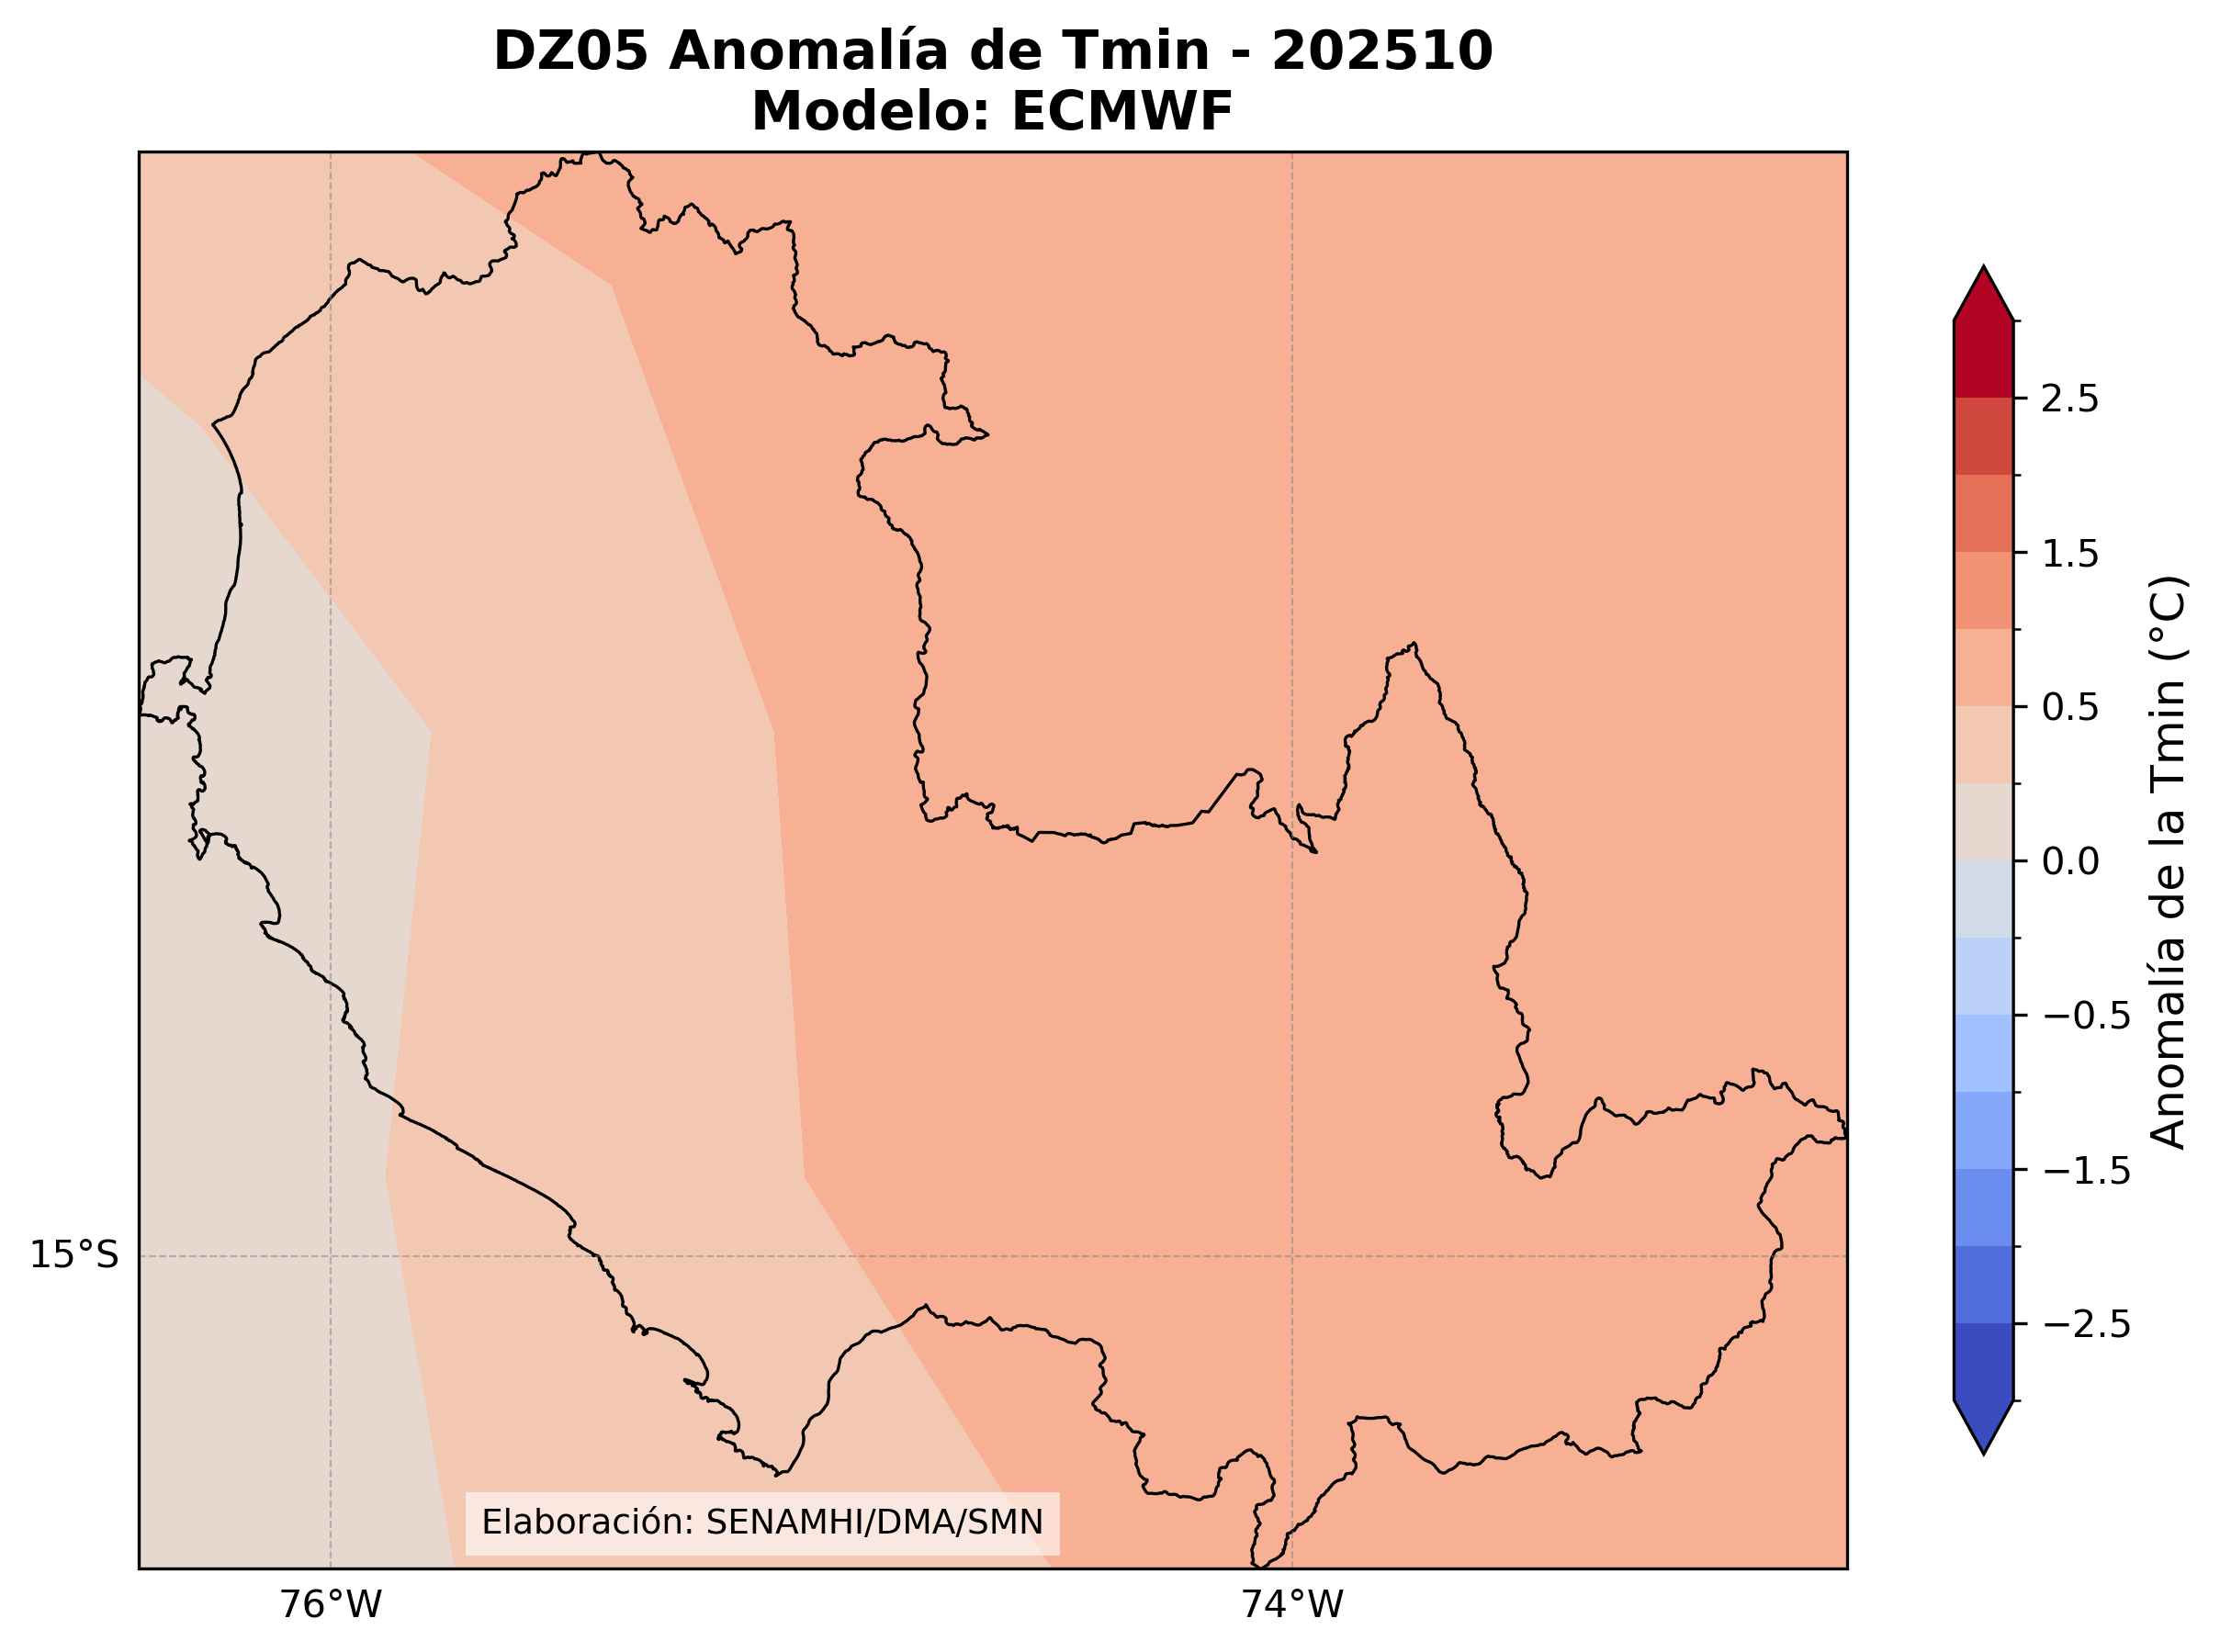 DZ05 Anomalía de Tmin - 202510
Modelo: ECMWF
2.5
1.5
0.5
0.0
−0.5
−1.5
−2.5
Anomalía de la Tmin (°C)
15°S
Elaboración: SENAMHI/DMA/SMN
76°W
74°W